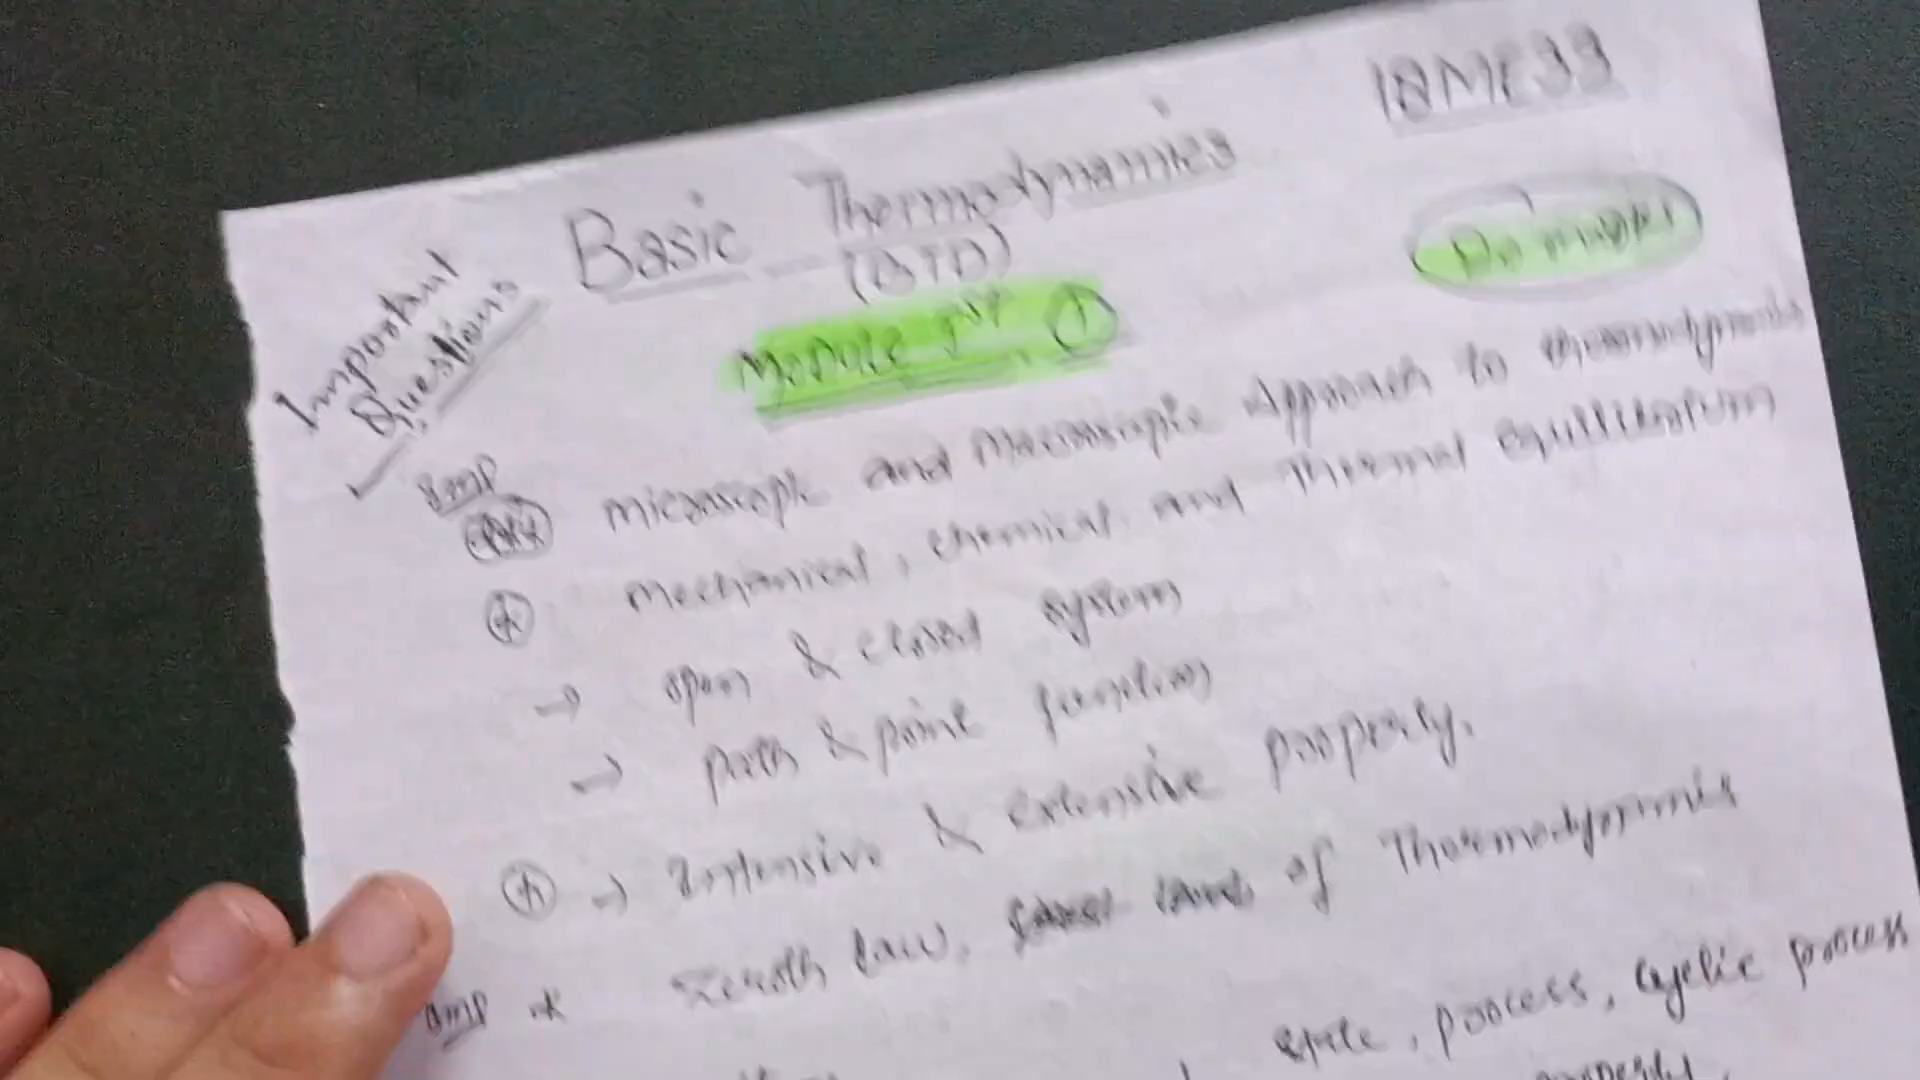 18ME33
Basic Thermodynamics
(BTD)
Important
Questions
Module 1
Imp
microscopic and macroscopic Approach to thermodynamics
mechanical, chemical and Thermal equilibrium
→ open & closed system
→ path & point function
→ Intensive & extensive property.
Imp * Zeroth law, of Thermodynamics
state, process, cyclic process
property,